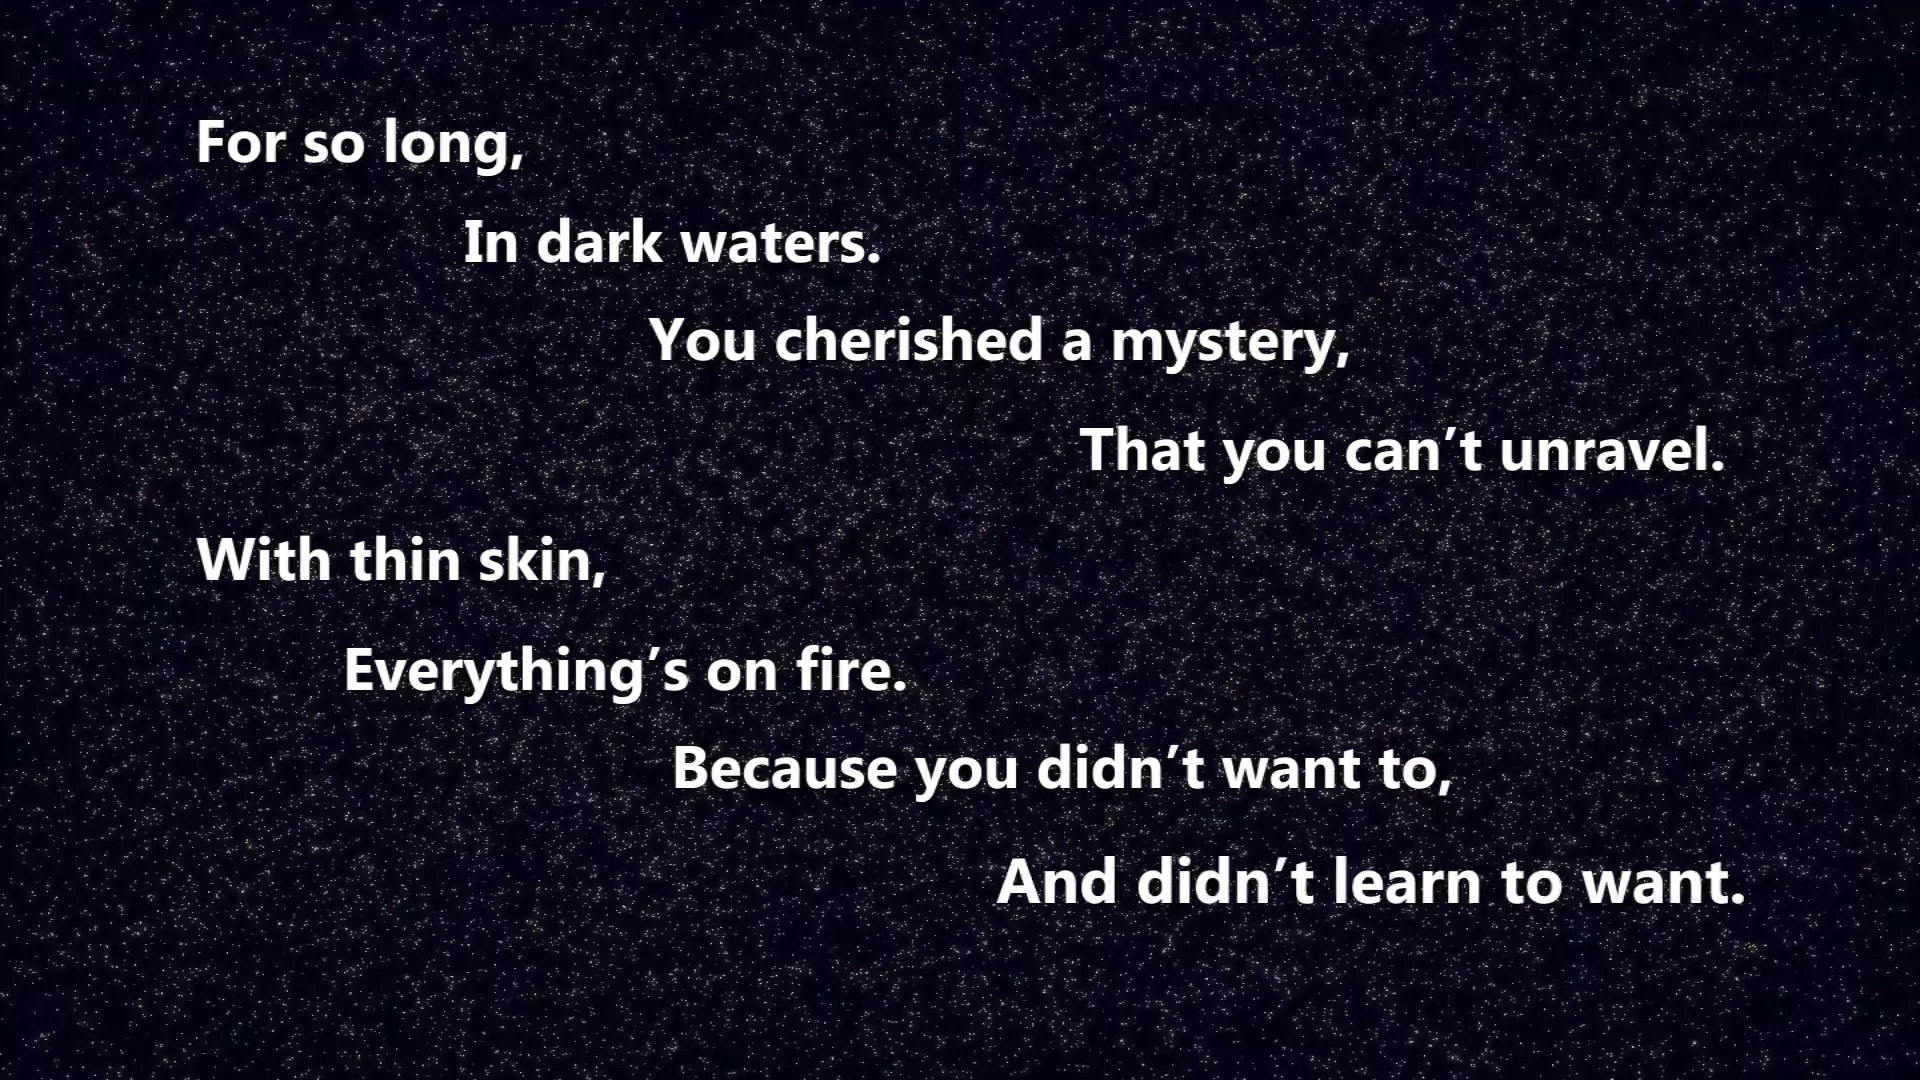 For so long,
In dark waters.
You cherished a mystery,
That you can’t unravel.
With thin skin,
Everything’s on fire.
Because you didn’t want to,
And didn’t learn to want.